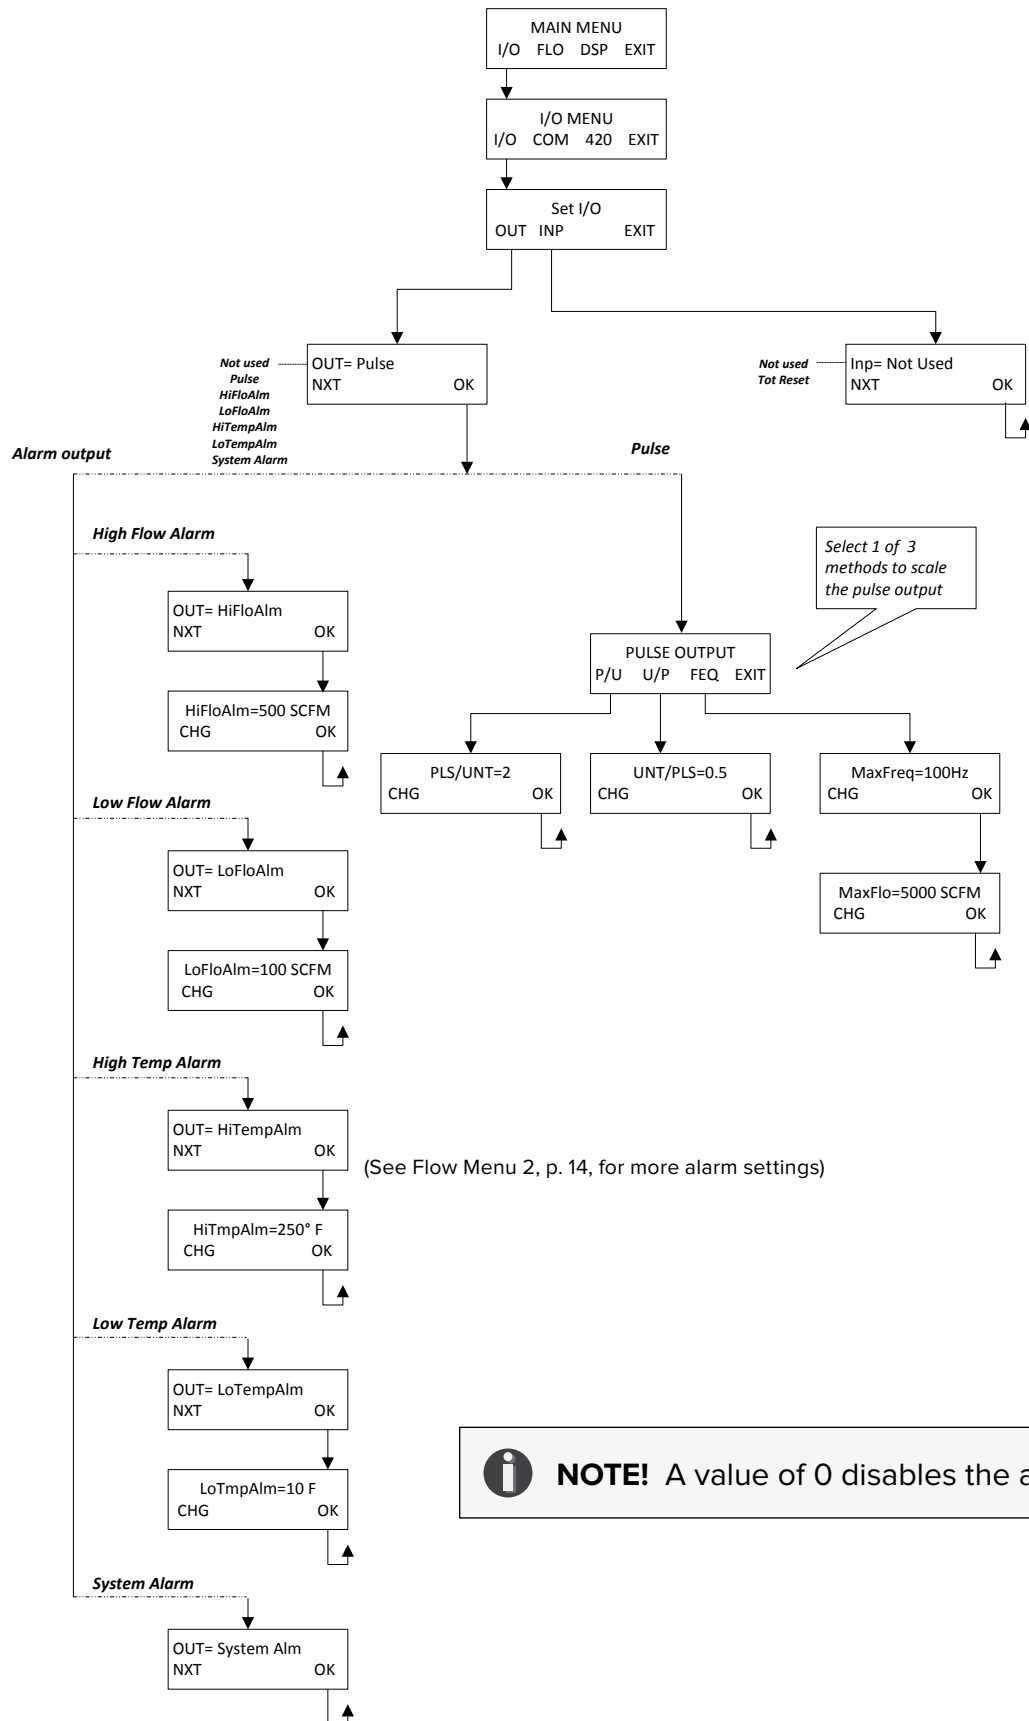 MAIN MENU
I/O FLO DSP EXIT
I/O MENU
I/O COM 420 EXIT
Set I/O
OUT INP EXIT
Not used
Pulse
HiFloAlm
LoFloAlm
HiTempAlm
LoTempAlm
System Alarm
OUT= Pulse
NXT OK
Not used
Tot Reset
Inp= Not Used
NXT OK
Alarm output
Pulse
High Flow Alarm
OUT= HiFloAlm
NXT OK
HiFloAlm=500 SCFM
CHG OK
Select 1 of 3
methods to scale
the pulse output
PULSE OUTPUT
P/U U/P FEQ EXIT
PLS/UNT=2
CHG OK
UNT/PLS=0.5
CHG OK
MaxFreq=100Hz
CHG OK
MaxFlo=5000 SCFM
CHG OK
Low Flow Alarm
OUT= LoFloAlm
NXT OK
LoFloAlm=100 SCFM
CHG OK
High Temp Alarm
OUT= HiTempAlm
NXT OK
(See Flow Menu 2, p. 14, for more alarm settings)
HiTmpAlm=250° F
CHG OK
Low Temp Alarm
OUT= LoTempAlm
NXT OK
LoTmpAlm=10 F
CHG OK
NOTE! A value of 0 disables the
System Alarm
OUT= System Alm
NXT OK